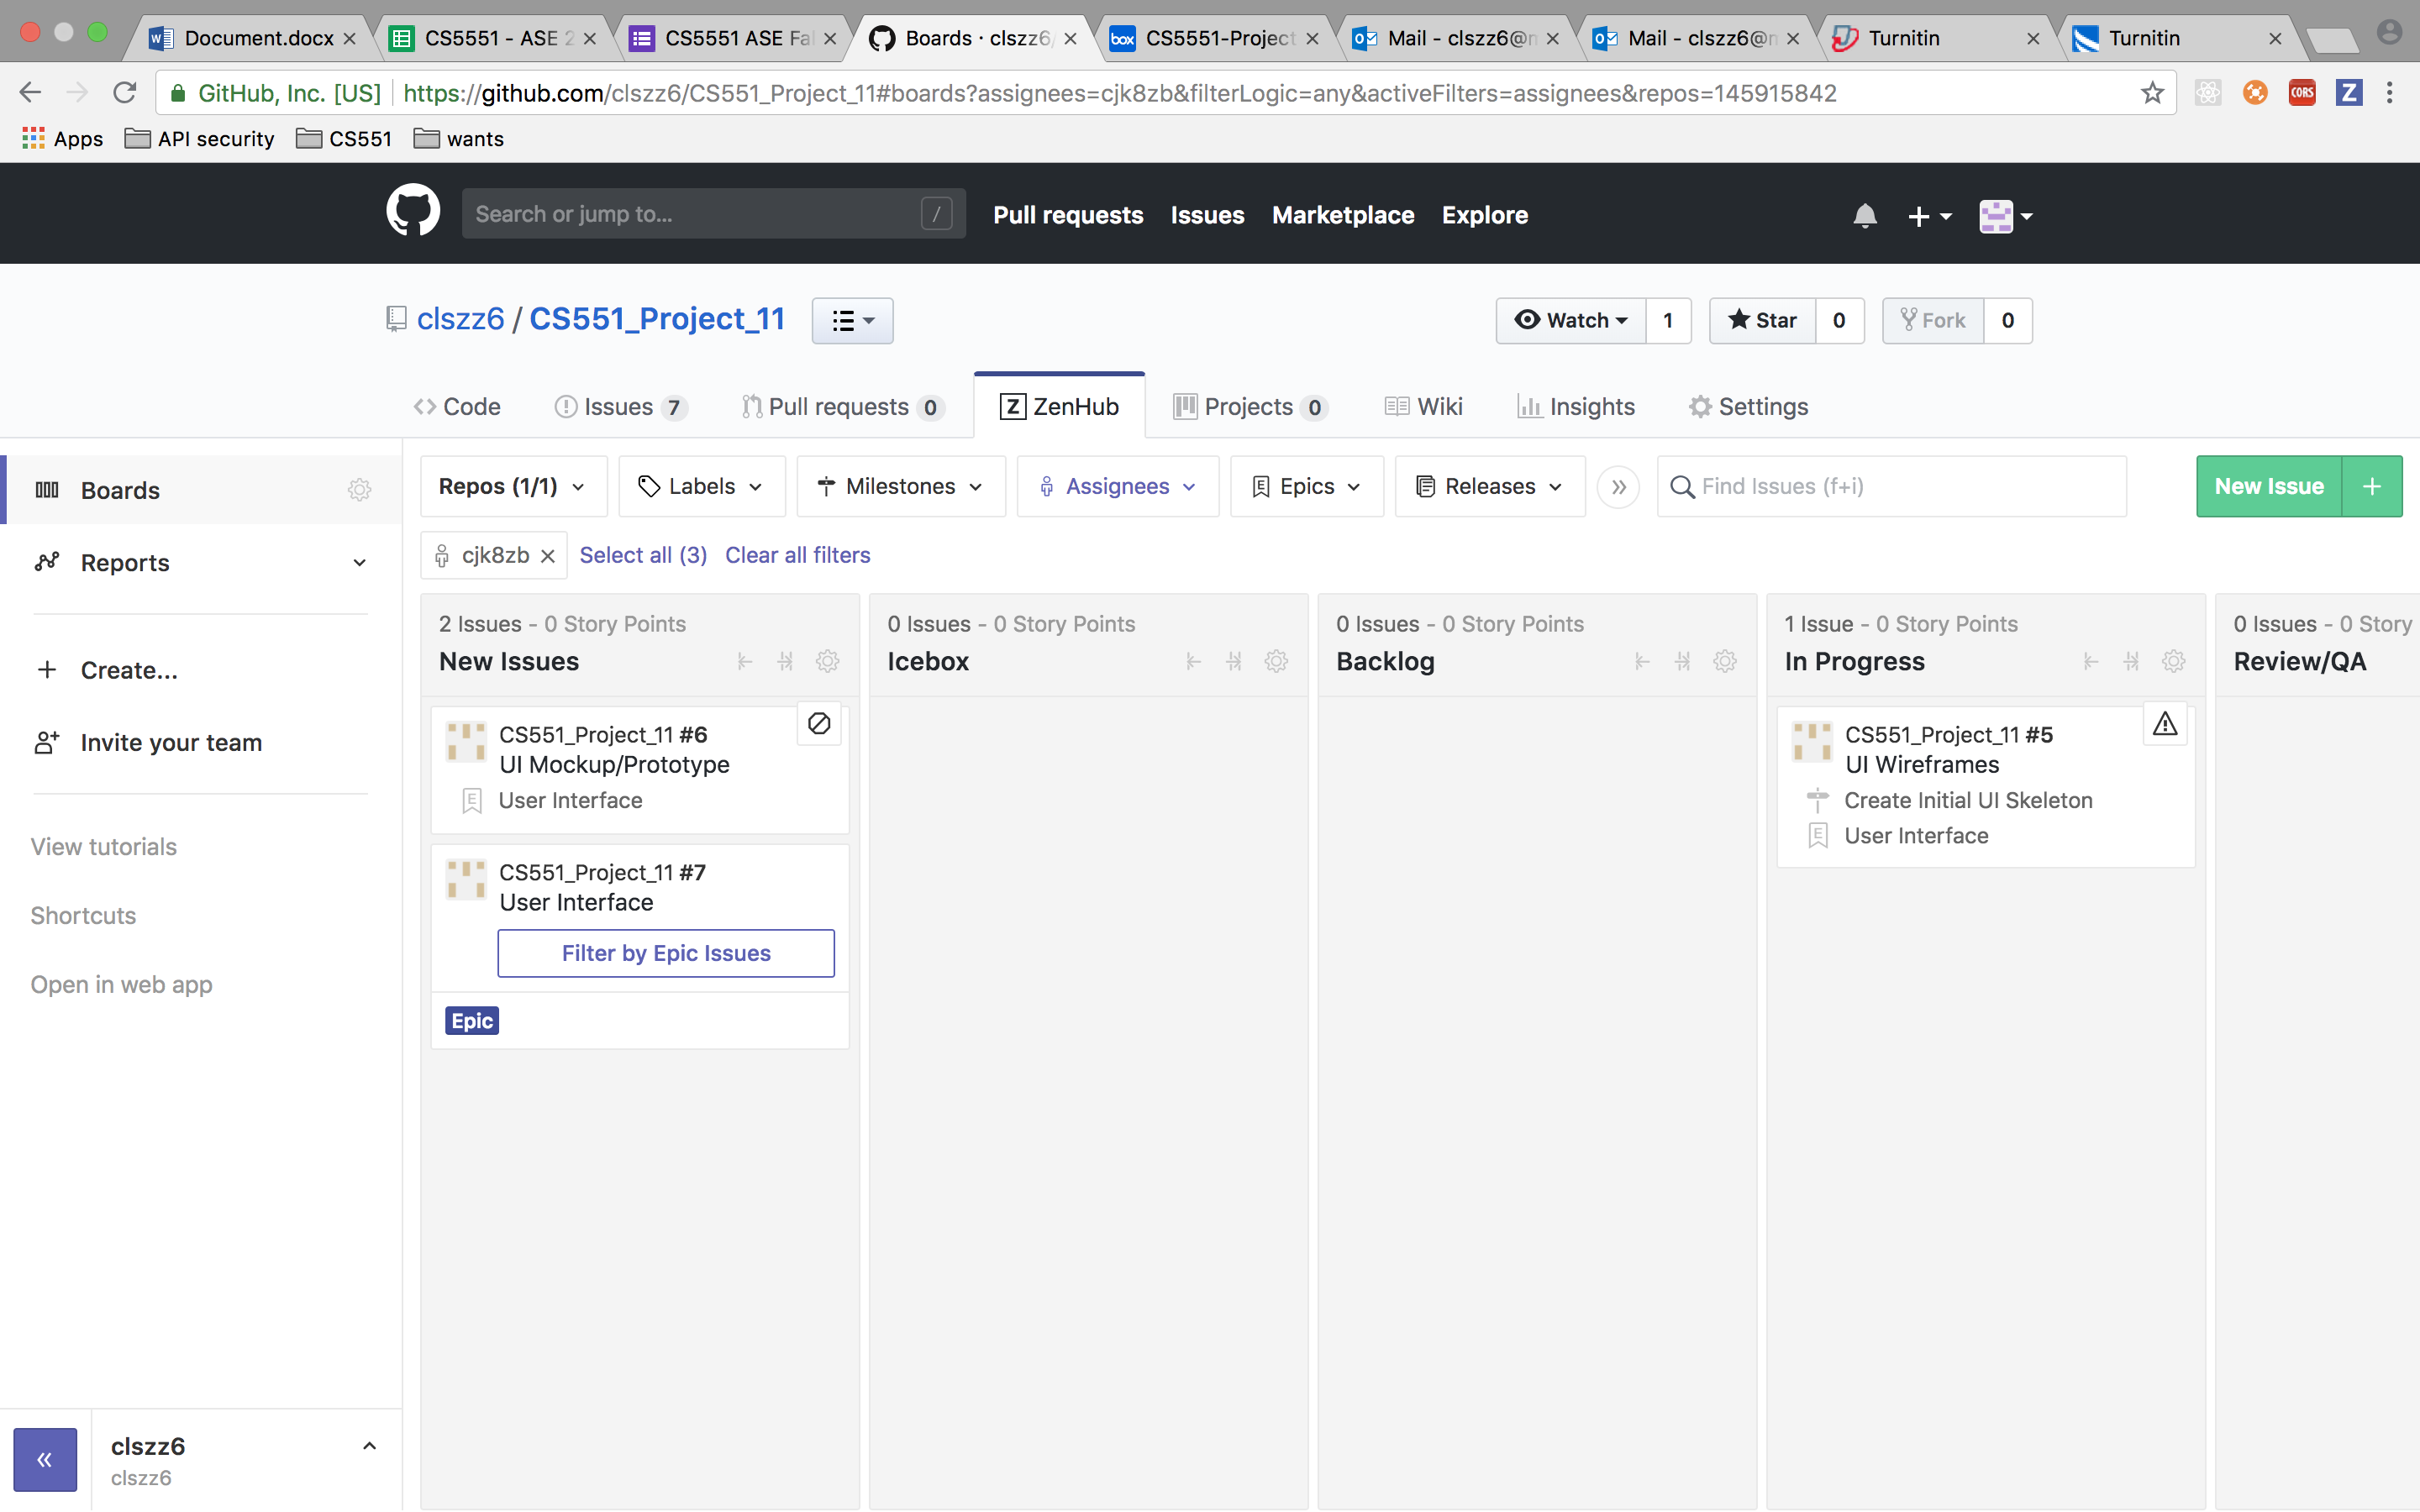 Document.docx
CS5551 - ASE 2
CS5551 ASE Fal
Boards · clszz6/
box CS5551-Project
Mail - clszz6@n
Mail - clszz6@n
Turnitin
Turnitin
GitHub, Inc. [US] https://github.com/clszz6/CS551_Project_11#boards?assignees=cjk8zb&filterLogic=any&activeFilters=assignees&repos=145915842
CORS
Z
Apps API security CS551 wants
Search or jump to... /
Pull requests Issues Marketplace Explore
clszz6 / CS551_Project_11
Watch 1 Star 0 Fork 0
Code Issues 7 Pull requests 0 Z ZenHub Projects 0 Wiki Insights Settings
Boards
Reports
Create...
Invite your team
View tutorials
Shortcuts
Open in web app
clszz6
clszz6
Repos (1/1) Labels Milestones Assignees Epics Releases Find Issues (f+i) New Issue +
cjk8zb × Select all (3) Clear all filters
2 Issues - 0 Story Points
New Issues
CS551_Project_11 #6
UI Mockup/Prototype
E User Interface
CS551_Project_11 #7
User Interface
Filter by Epic Issues
Epic
0 Issues - 0 Story Points
Icebox
0 Issues - 0 Story Points
Backlog
1 Issue - 0 Story Points
In Progress
CS551_Project_11 #5
UI Wireframes
Create Initial UI Skeleton
E User Interface
0 Issues - 0 Story
Review/QA